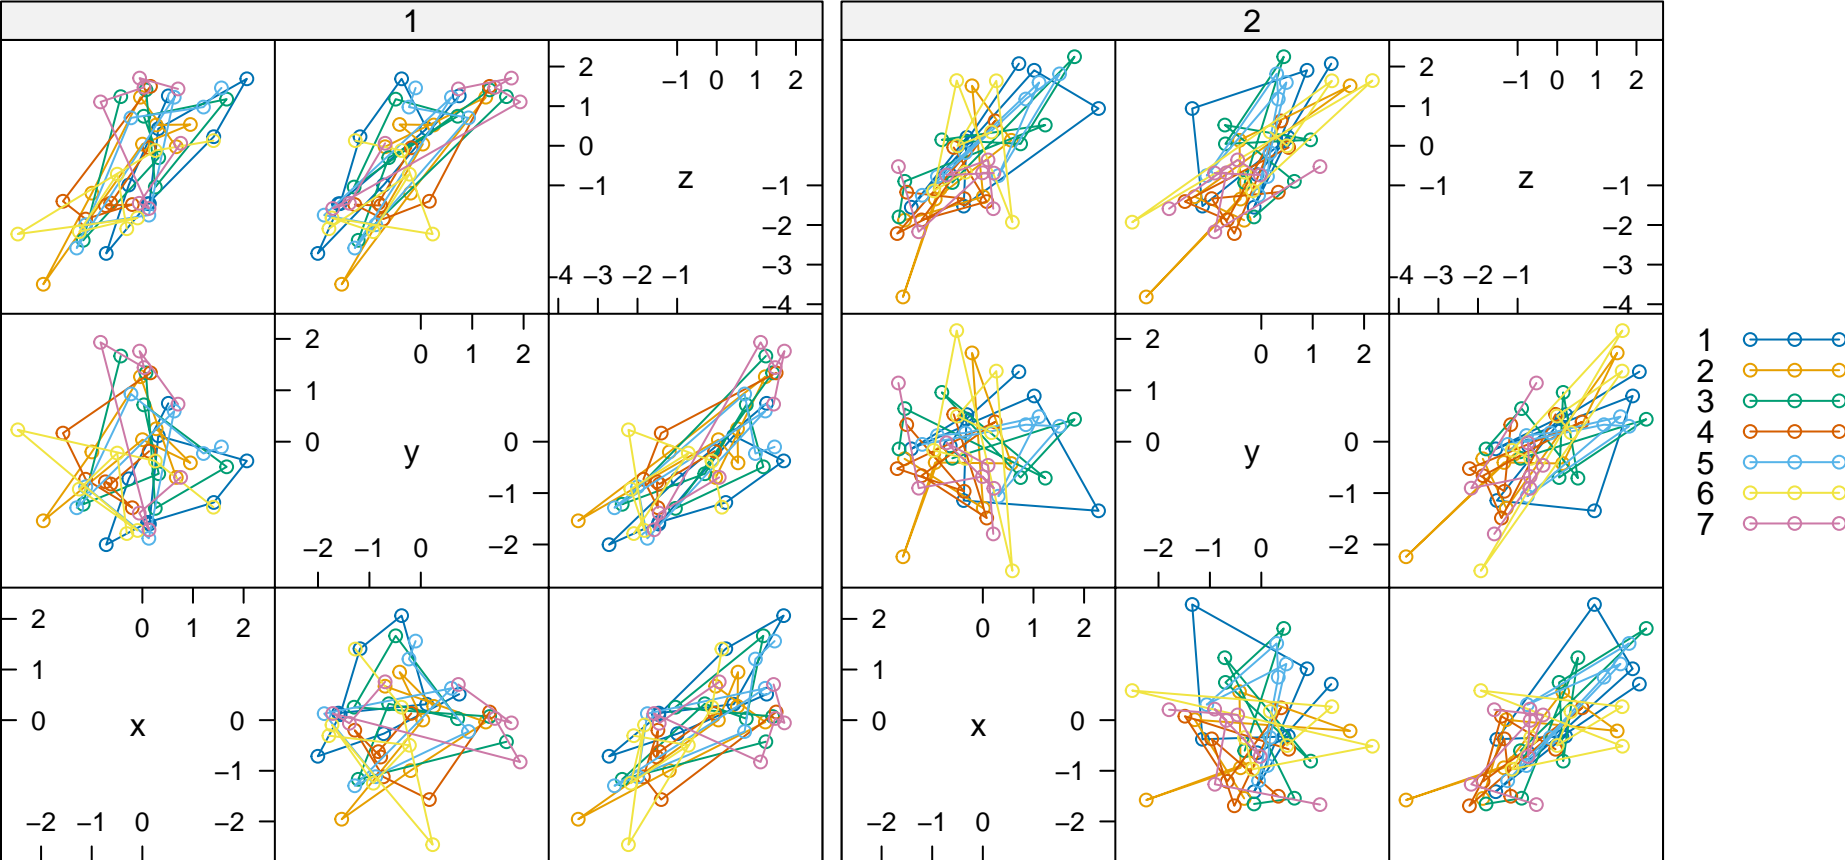 1 2
2 −1 0 1 2 2 −1 0 1 2
1 1
0 0
−1 z −1 −1 z −1
−2 −2
−4 −3 −2 −1 −3 −4 −3 −2 −1 −3
−4 −4
2 0 1 2 2 0 1 2 1
1 1 2
0 y 0 0 y 0 3
−1 −1 4
−2 −1 0 −2 −2 −1 0 −2 5
2 0 1 2 2 0 1 2 6
1 1 7
0 x 0 0 x 0
−1 −1
−2 −1 0 −2 −2 −1 0 −2